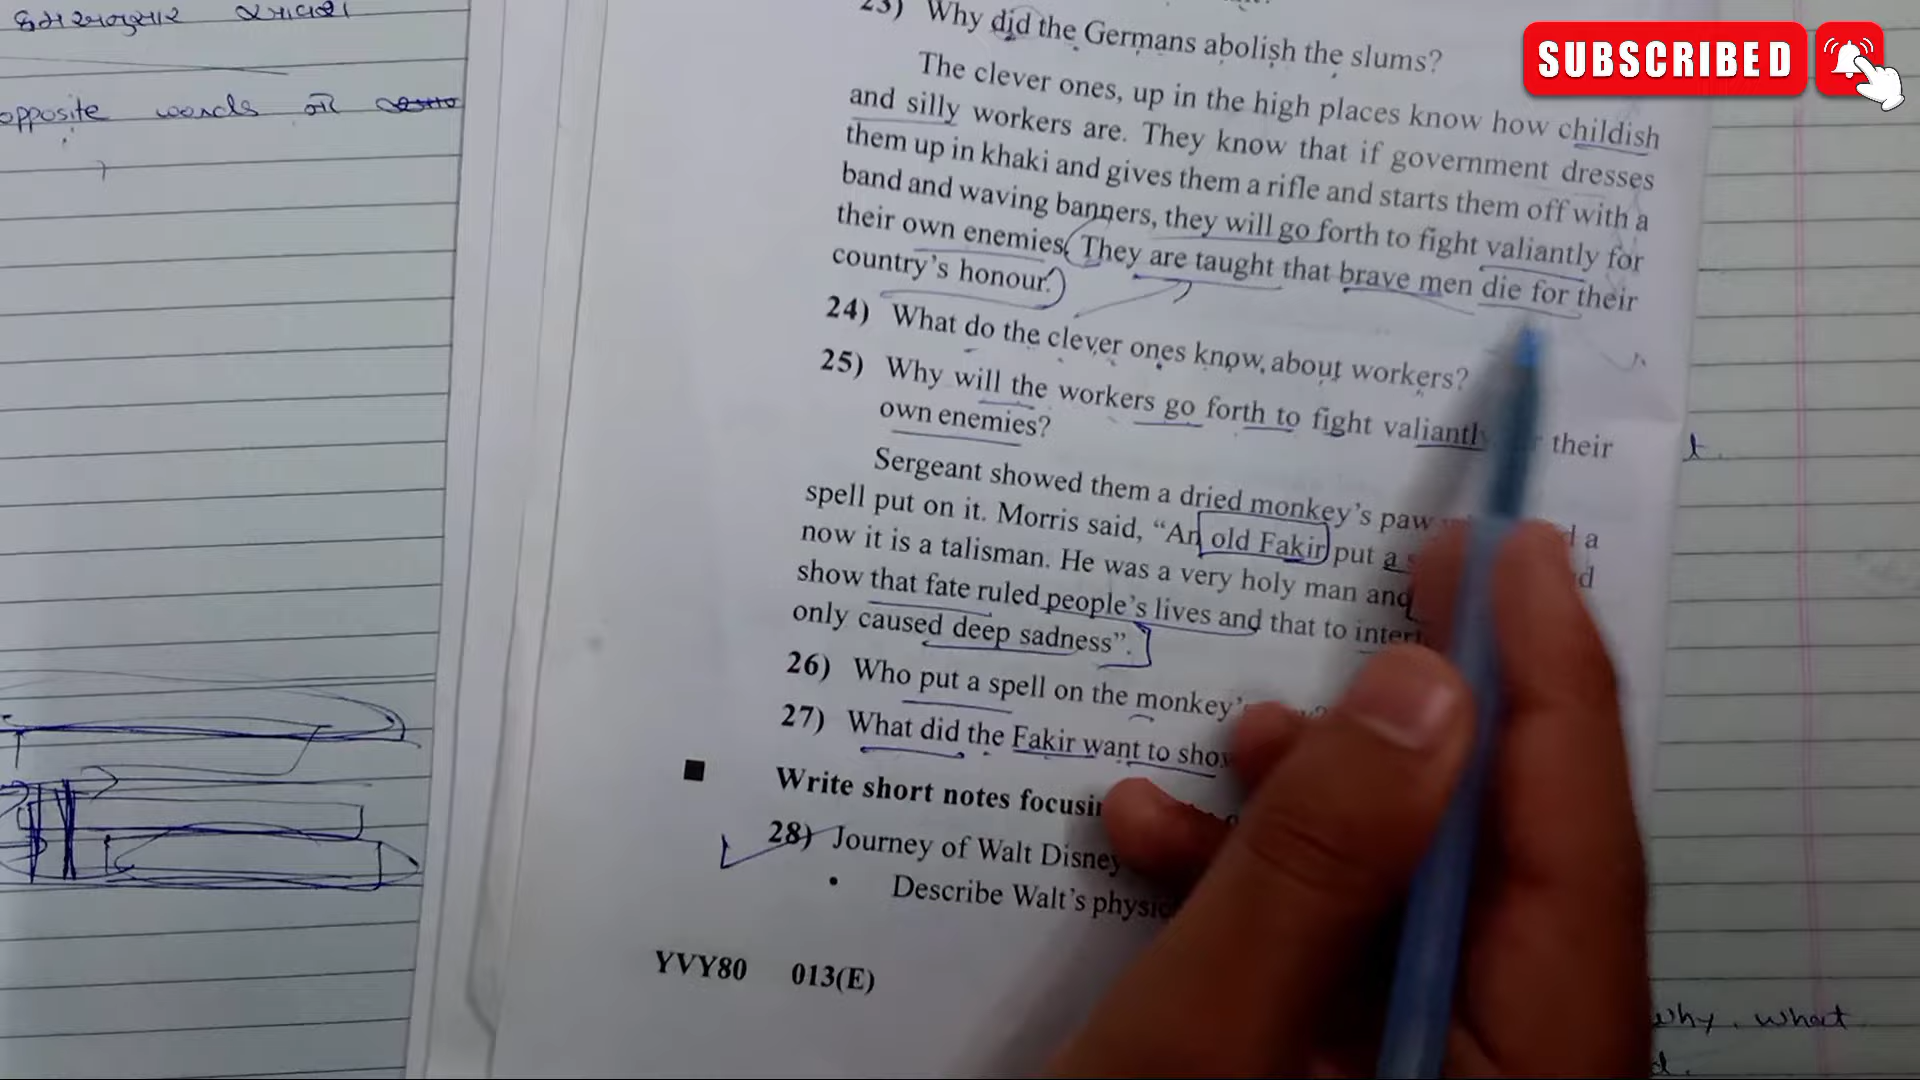 SUBSCRIBED
opposite words
23) Why did the Germans abolish the slums?
The clever ones, up in the high places know how childish
and silly workers are. They know that if government dresses
them up in khaki and gives them a rifle and starts them off with a
band and waving banners, they will go forth to fight valiantly for
their own enemies. They are taught that brave men die for their
country's honour.
24) What do the clever ones know about workers?
25) Why will the workers go forth to fight valiantly their
own enemies?
Sergeant showed them a dried monkey's paw a
spell put on it. Morris said, "An old Fakir put a
now it is a talisman. He was a very holy man and
show that fate ruled people's lives and that to
only caused deep sadness".
26) Who put a spell on the monkey's
27) What did the Fakir want to show
■ Write short notes
28) Journey of Walt Disney
• Describe Walt's
YVY80 013(E)
why. what